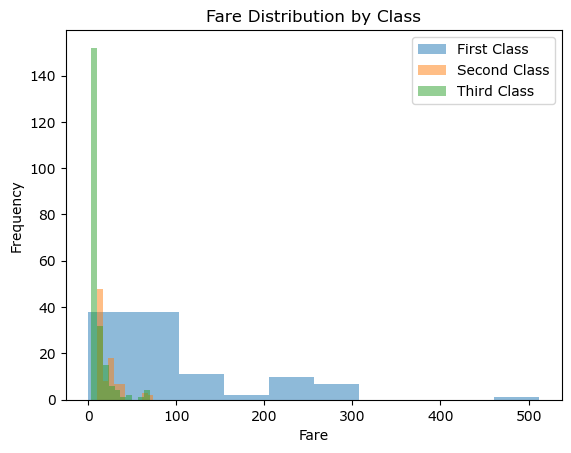 Fare Distribution by Class
First Class
Second Class
Third Class
140
120
100
80
60
40
20
0
Frequency
0 100 200 300 400 500
Fare